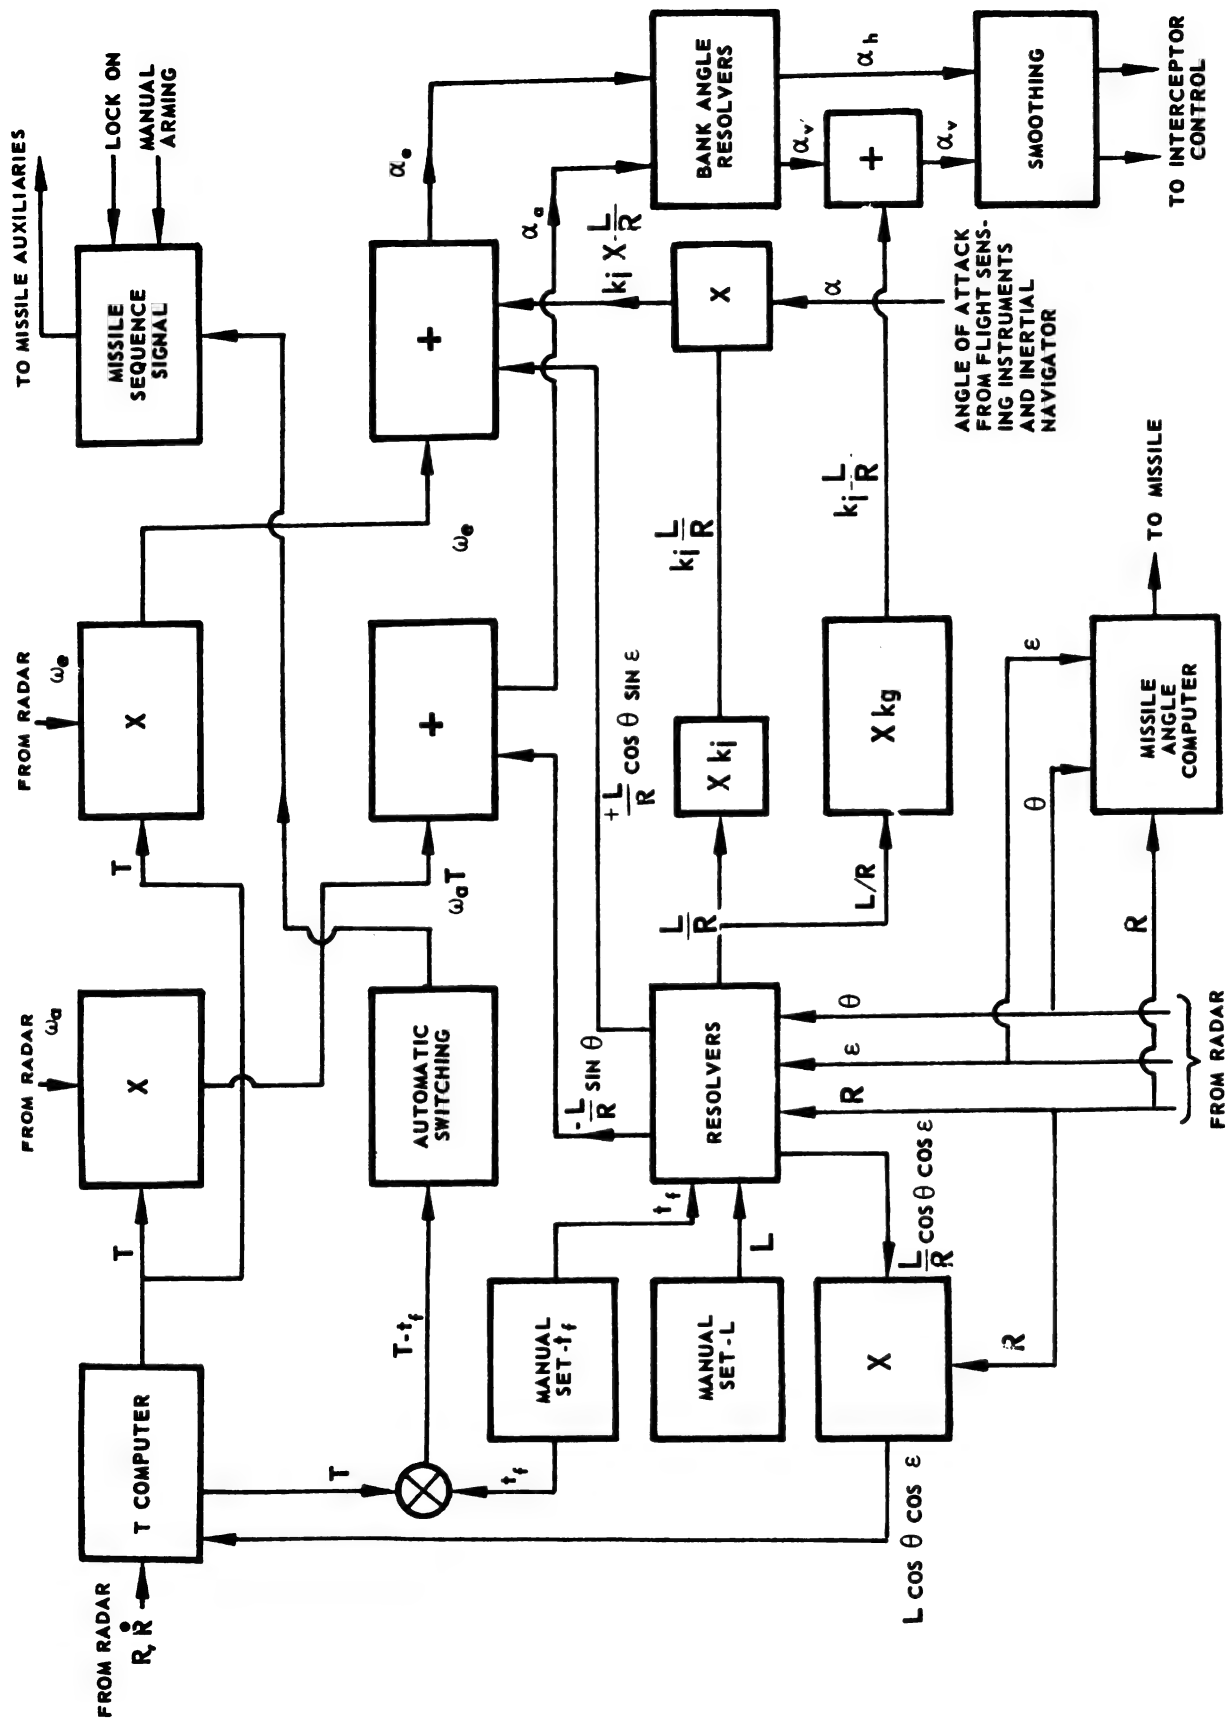 TO MISSILE AUXILIARIES
FROM RADAR
FROM RADAR
FROM RADAR
ωa
ωe
LOCK ON
MANUAL
ARMING
R, Ṙ
T COMPUTER
T
X
T
X
MISSILE
SEQUENCE
SIGNAL
T
T-tf
AUTOMATIC
SWITCHING
ωaT
+
ωe
+
αe
tf
MANUAL
SET-tf
-L/R SIN θ
+L/R COS θ SIN ε
αa
ki X L/R
tf
MANUAL
SET-L
L
RESOLVERS
L/R
X ki
ki L/R
X
BANK ANGLE
RESOLVERS
α
αv'
αh
X
L/R COS θ COS ε
L COS θ COS ε
R
ε
θ
L/R
X kg
ki L/R
+
αv
R
ANGLE OF ATTACK
FROM FLIGHT SENS-
ING INSTRUMENTS
AND INERTIAL
NAVIGATOR
SMOOTHING
θ
ε
R
MISSILE
ANGLE
COMPUTER
TO MISSILE
TO INTERCEPTOR
CONTROL
FROM RADAR